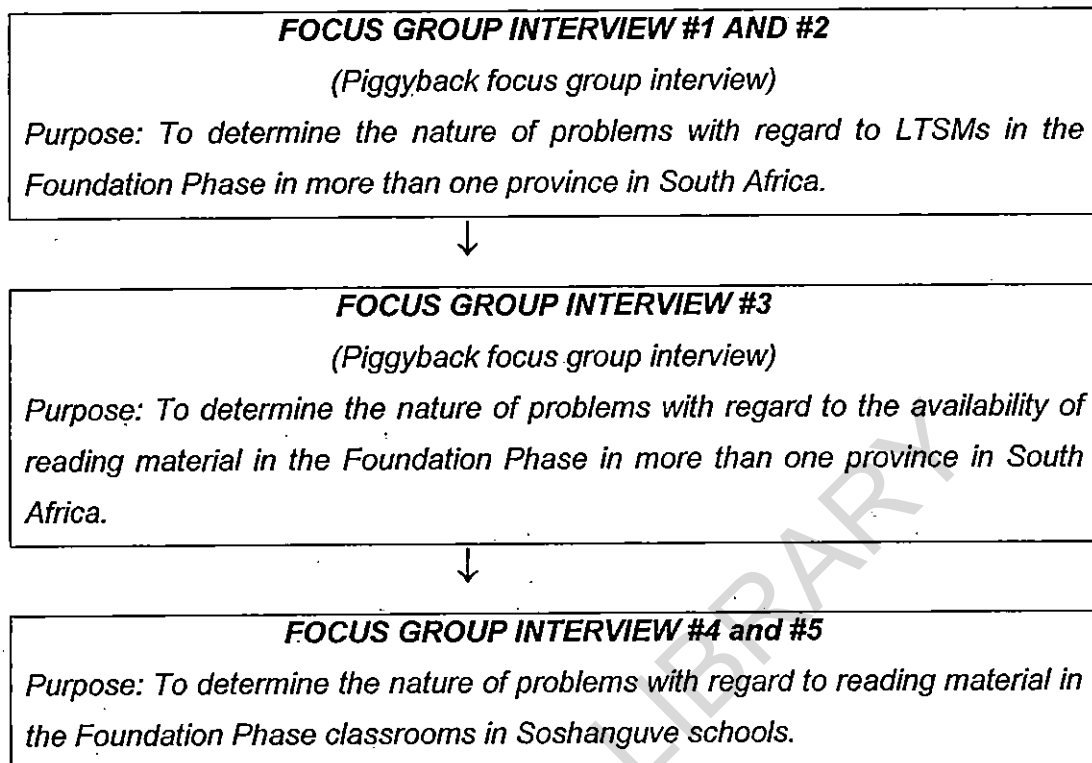 FOCUS GROUP INTERVIEW #1 AND #2
(Piggyback focus group interview)
Purpose: To determine the nature of problems with regard to LTSMs in the
Foundation Phase in more than one province in South Africa.
↓
FOCUS GROUP INTERVIEW #3
(Piggyback focus group interview)
Purpose: To determine the nature of problems with regard to the availability of
reading material in the Foundation Phase in more than one province in South
Africa.
↓
FOCUS GROUP INTERVIEW #4 and #5
Purpose: To determine the nature of problems with regard to reading material in
the Foundation Phase classrooms in Soshanguve schools.
LIBRARY